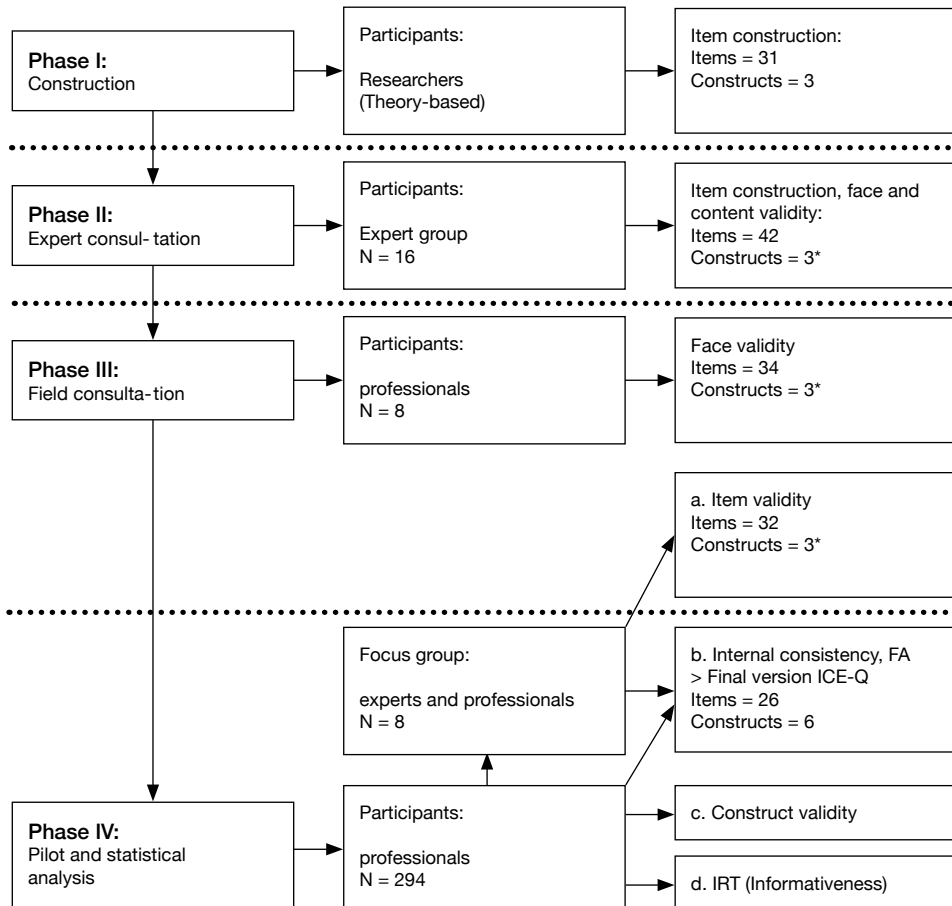 Phase I:
Construction
Participants:
Researchers
(Theory-based)
Item construction:
Items = 31
Constructs = 3
Phase II:
Expert consul- tation
Participants:
Expert group
N = 16
Item construction, face and
content validity:
Items = 42
Constructs = 3*
Phase III:
Field consulta-tion
Participants:
professionals
N = 8
Face validity
Items = 34
Constructs = 3*
a. Item validity
Items = 32
Constructs = 3*
Focus group:
experts and professionals
N = 8
b. Internal consistency, FA
> Final version ICE-Q
Items = 26
Constructs = 6
Phase IV:
Pilot and statistical
analysis
Participants:
professionals
N = 294
c. Construct validity
d. IRT (Informativeness)